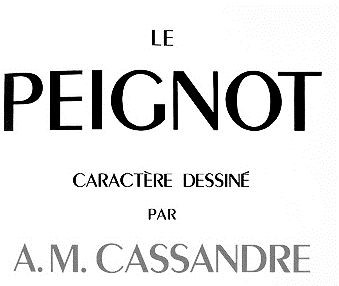 LE
PEIGNOT
CARACTÈRE DESSINÉ
PAR
A. M. CASSANDRE